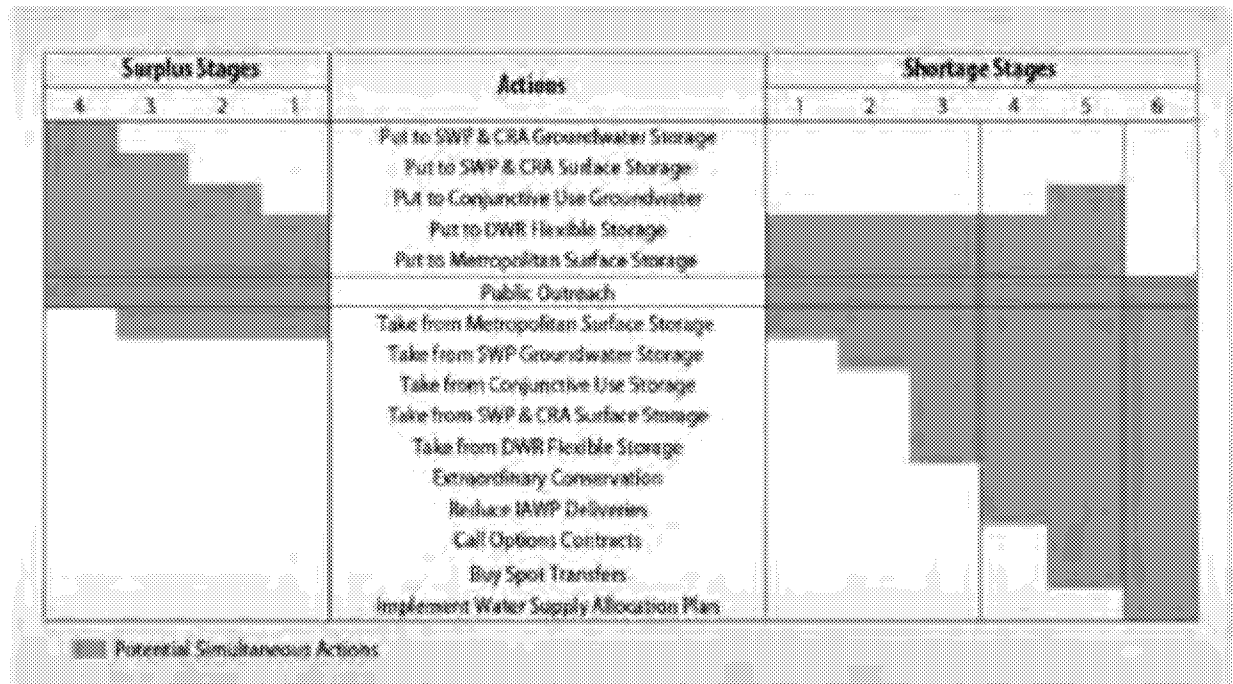 Surplus Stages Actions Shortage Stages
4 3 2 1 1 2 3 4 5 6
Put to SWP & CRA Groundwater Storage
Put to SWP & CRA Surface Storage
Put to Conjunctive Use Groundwater
Put to DWR Flexible Storage
Put to Metropolitan Surface Storage
Public Outreach
Take from Metropolitan Surface Storage
Take from SWP Groundwater Storage
Take from Conjunctive Use Storage
Take from SWP & CRA Surface Storage
Take from DWR Flexible Storage
Extraordinary Conservation
Reduce IAWP Deliveries
Call Options Contracts
Buy Spot Transfers
Implement Water Supply Allocation Plan
Potential Simultaneous Actions